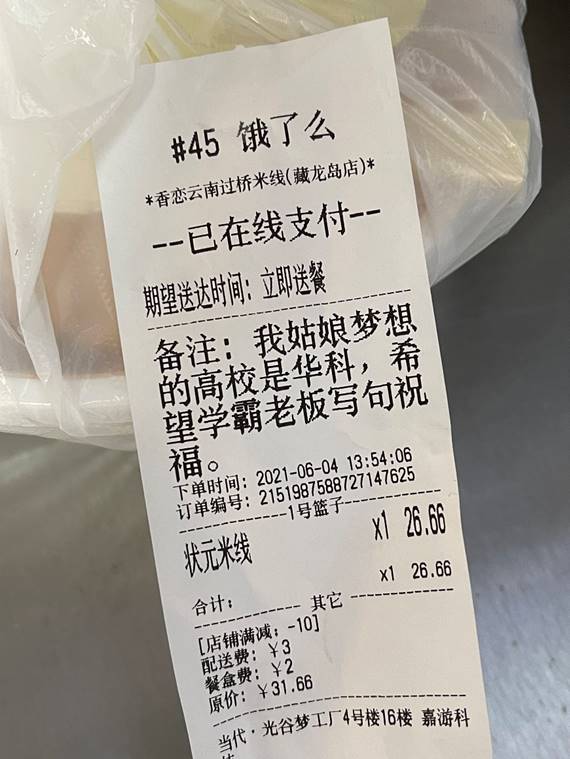 #45 饿了么
*香恋云南过桥米线(藏龙岛店)*
--已在线支付--
期望送达时间: 立即送餐
备注: 我姑娘梦想
的高校是华科，希
望学霸老板写句祝
福。
下单时间: 2021-06-04 13:54:06
订单编号: 2151987588727147625
1号篮子
状元米线 x1 26.66
合计: x1 26.66
其它
[店铺满减: -10]
配送费: ￥3
餐盒费: ￥2
原价: ￥31.66
当代·光谷梦工厂4号楼16楼 嘉游科